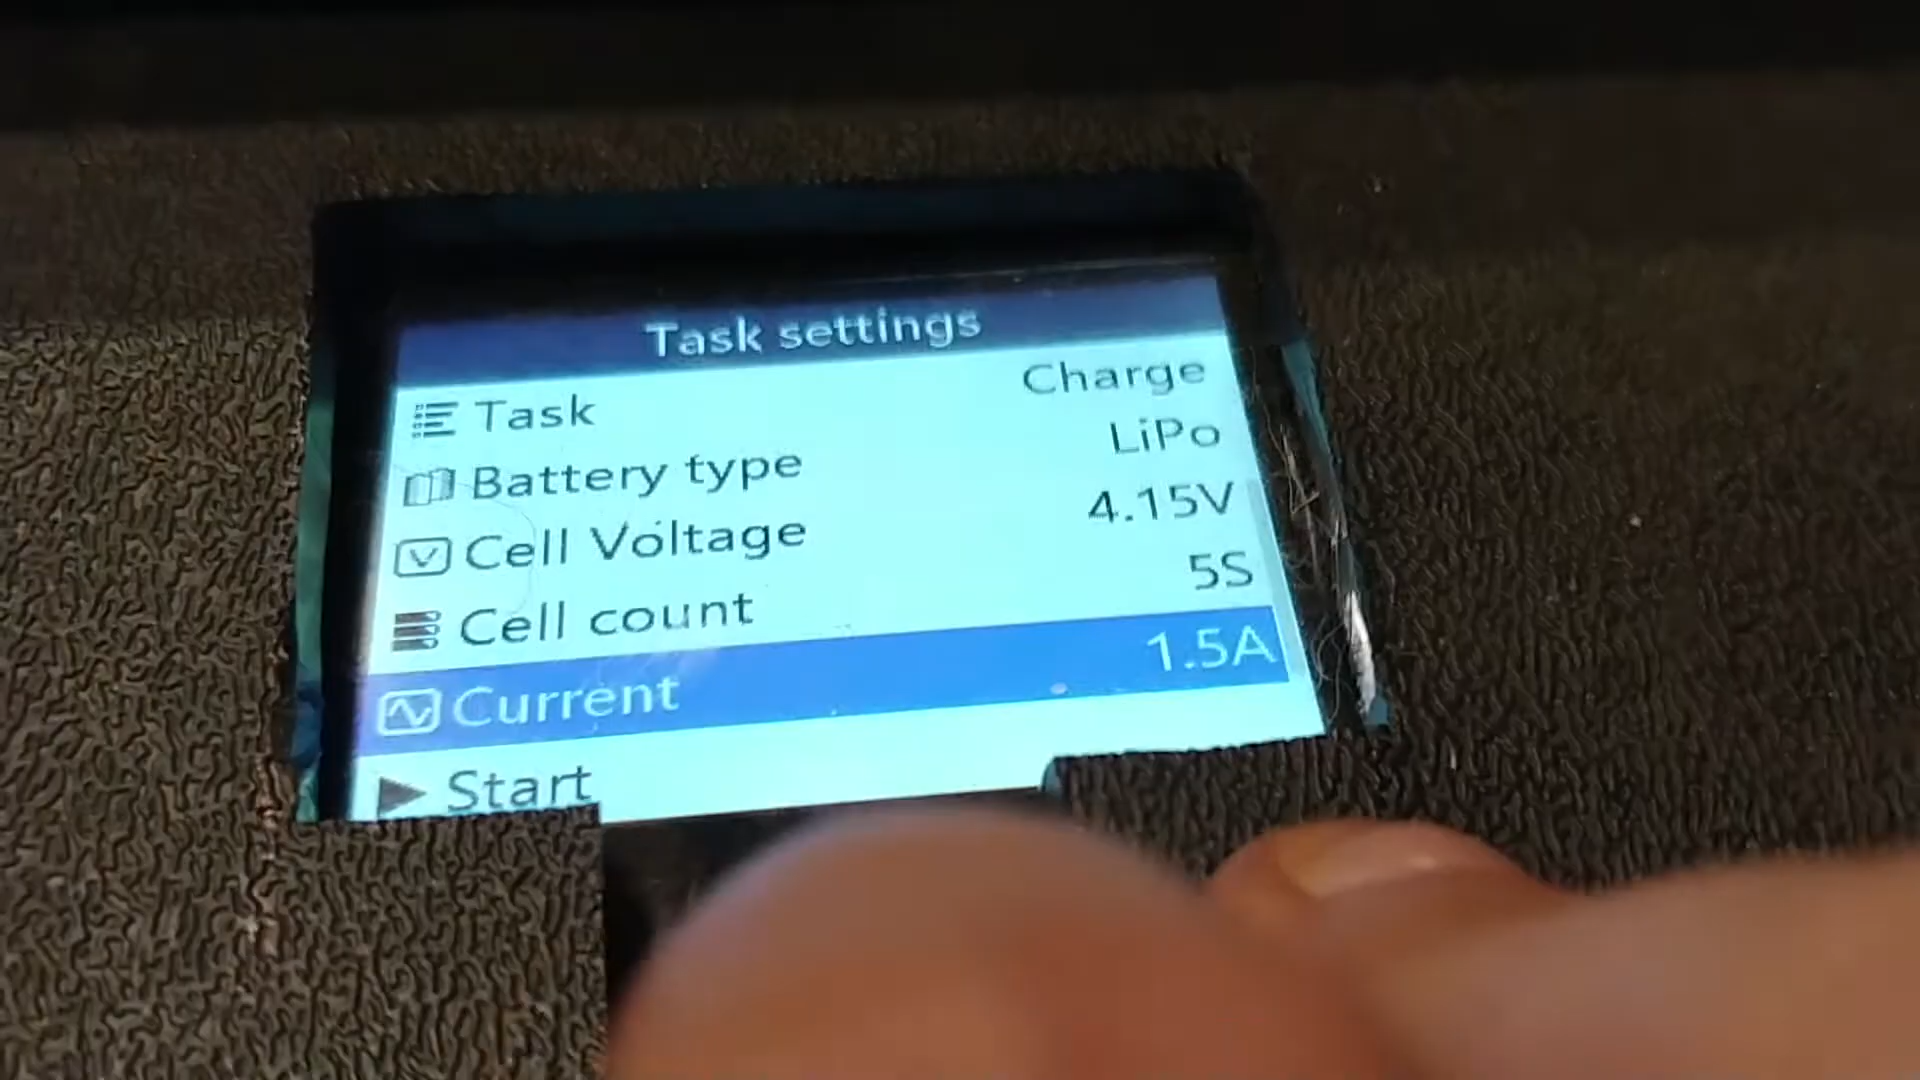 Task settings
Task Charge
Battery type LiPo
Cell Voltage 4.15V
Cell count 5S
Current 1.5A
Start